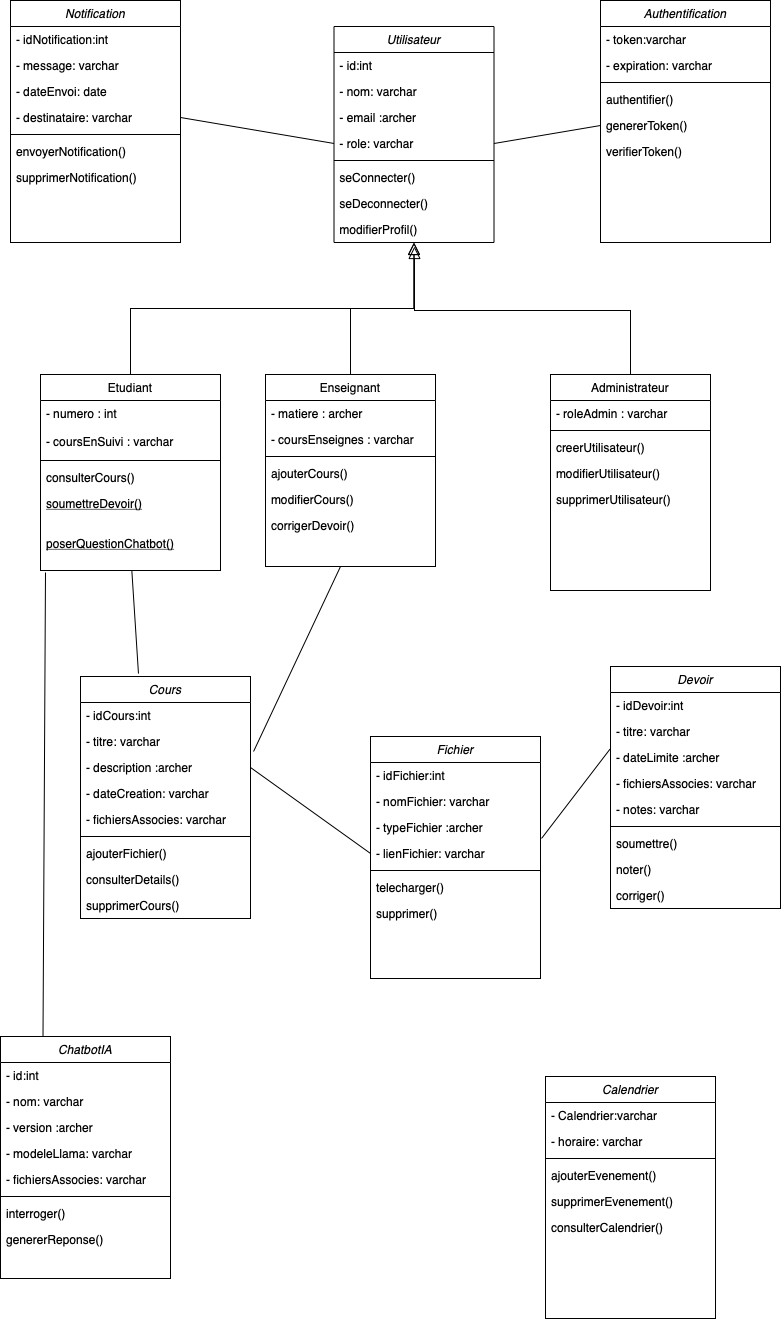 Notification
- idNotification:int
- message: varchar
- dateEnvoi: date
- destinataire: varchar
envoyerNotification()
supprimerNotification()
Utilisateur
- id:int
- nom: varchar
- email :archer
- role: varchar
seConnecter()
seDeconnecter()
modifierProfil()
Authentification
- token:varchar
- expiration: varchar
authentifier()
genererToken()
verifierToken()
Etudiant
- numero : int
- coursEnSuivi : varchar
consulterCours()
soumettreDevoir()
poserQuestionChatbot()
Enseignant
- matiere : archer
- coursEnseignes : varchar
ajouterCours()
modifierCours()
corrigerDevoir()
Administrateur
- roleAdmin : varchar
creerUtilisateur()
modifierUtilisateur()
supprimerUtilisateur()
Cours
- idCours:int
- titre: varchar
- description :archer
- dateCreation: varchar
- fichiersAssocies: varchar
ajouterFichier()
consulterDetails()
supprimerCours()
Fichier
- idFichier:int
- nomFichier: varchar
- typeFichier :archer
- lienFichier: varchar
telecharger()
supprimer()
Devoir
- idDevoir:int
- titre: varchar
- dateLimite :archer
- fichiersAssocies: varchar
- notes: varchar
soumettre()
noter()
corriger()
ChatbotIA
- id:int
- nom: varchar
- version :archer
- modeleLlama: varchar
- fichiersAssocies: varchar
interroger()
genererReponse()
Calendrier
- Calendrier:varchar
- horaire: varchar
ajouterEvenement()
supprimerEvenement()
consulterCalendrier()